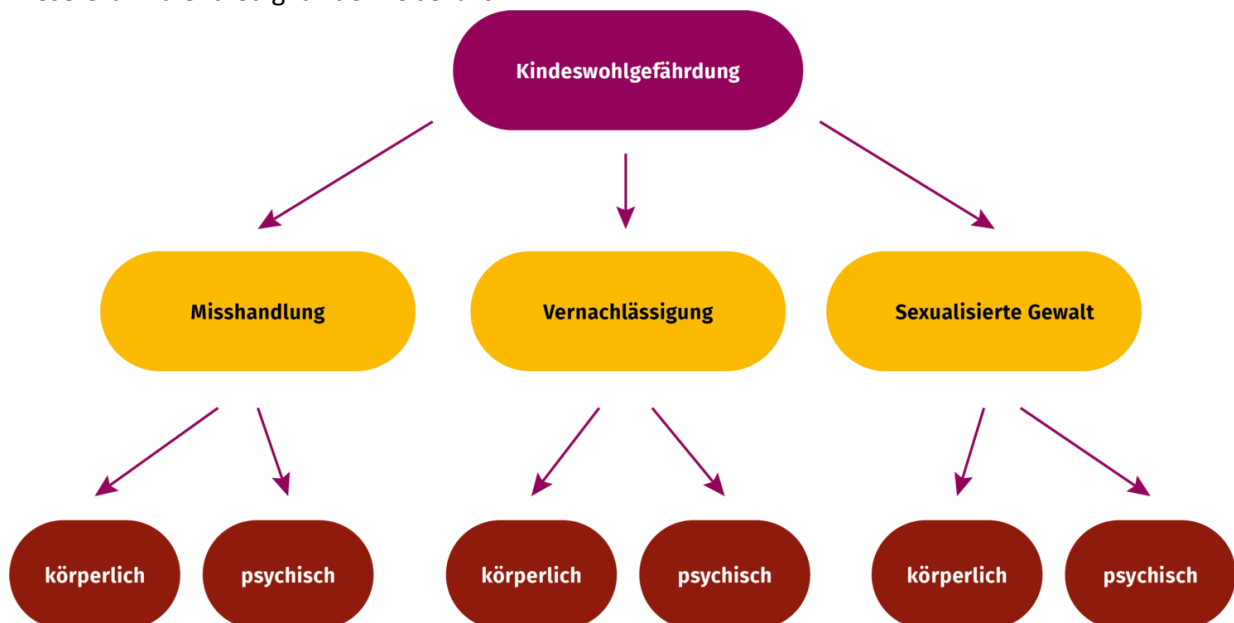 Kindeswohlgefährdung
Misshandlung
Vernachlässigung
Sexualisierte Gewalt
körperlich
psychisch
körperlich
psychisch
körperlich
psychisch